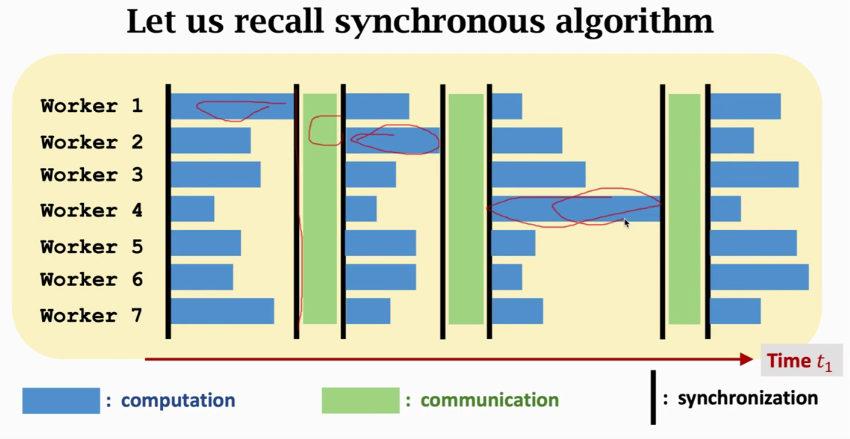 Let us recall synchronous algorithm
Worker 1
Worker 2
Worker 3
Worker 4
Worker 5
Worker 6
Worker 7
Time t₁
: computation
: communication
: synchronization